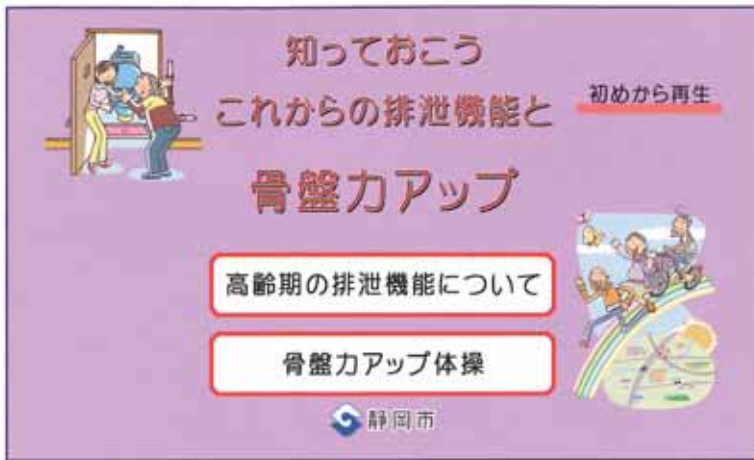 知っておこう
これからの排泄機能と
初めから再生
骨盤力アップ
高齢期の排泄機能について
骨盤力アップ体操
静岡市